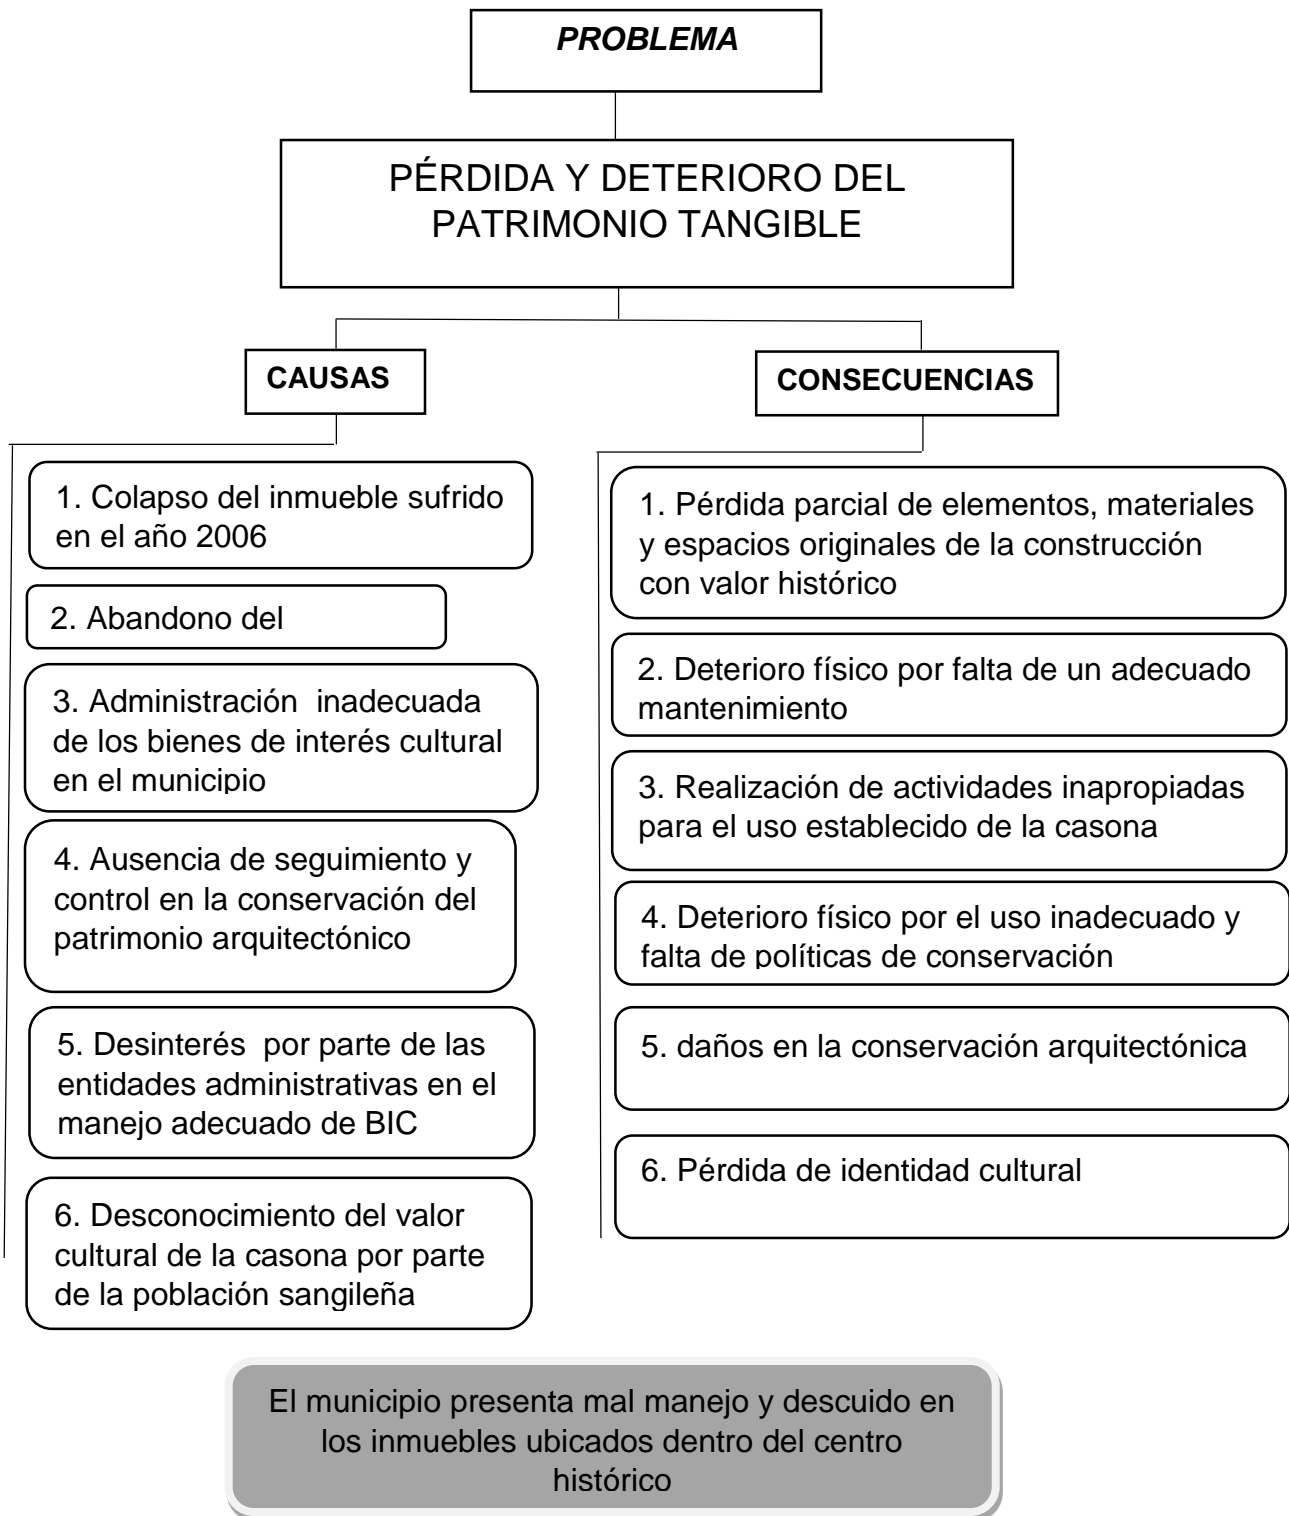 PROBLEMA
PÉRDIDA Y DETERIORO DEL
PATRIMONIO TANGIBLE
CAUSAS
1. Colapso del inmueble sufrido
en el año 2006
2. Abandono del
3. Administración  inadecuada
de los bienes de interés cultural
en el municipio
4. Ausencia de seguimiento y
control en la conservación del
patrimonio arquitectónico
5. Desinterés  por parte de las
entidades administrativas en el
manejo adecuado de BIC
6. Desconocimiento del valor
cultural de la casona por parte
de la población sangileña
CONSECUENCIAS
1. Pérdida parcial de elementos, materiales
y espacios originales de la construcción
con valor histórico
2. Deterioro físico por falta de un adecuado
mantenimiento
3. Realización de actividades inapropiadas
para el uso establecido de la casona
4. Deterioro físico por el uso inadecuado y
falta de políticas de conservación
5. daños en la conservación arquitectónica
6. Pérdida de identidad cultural
El municipio presenta mal manejo y descuido en
los inmuebles ubicados dentro del centro
histórico